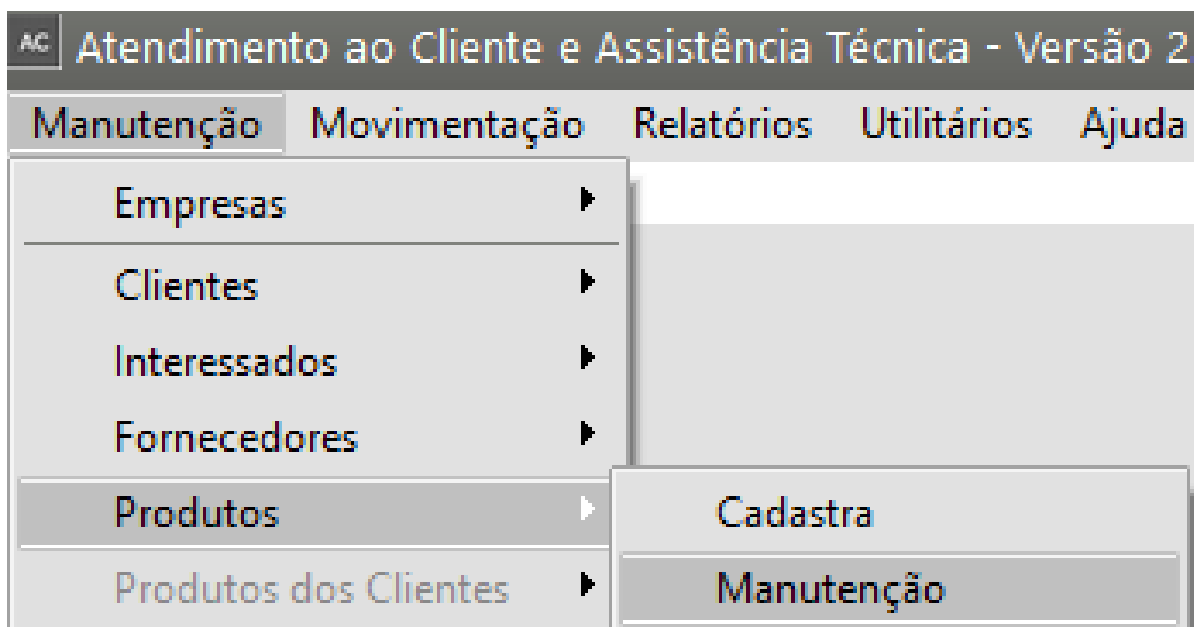 AC Atendimento ao Cliente e Assistência Técnica - Versão 2
Manutenção Movimentação Relatórios Utilitários Ajuda
Empresas
Clientes
Interessados
Fornecedores
Produtos Cadastra
Produtos dos Clientes Manutenção